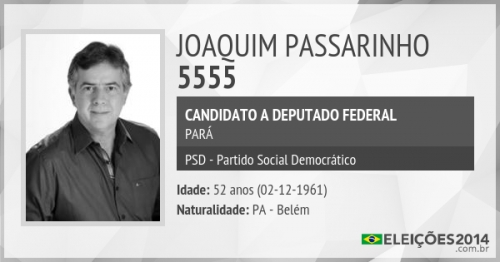 JOAQUIM PASSARINHO
5555
CANDIDATO A DEPUTADO FEDERAL
PARÁ
PSD - Partido Social Democrático
Idade: 52 anos (02-12-1961)
Naturalidade: PA - Belém
ELEIÇÕES2014
.com.br